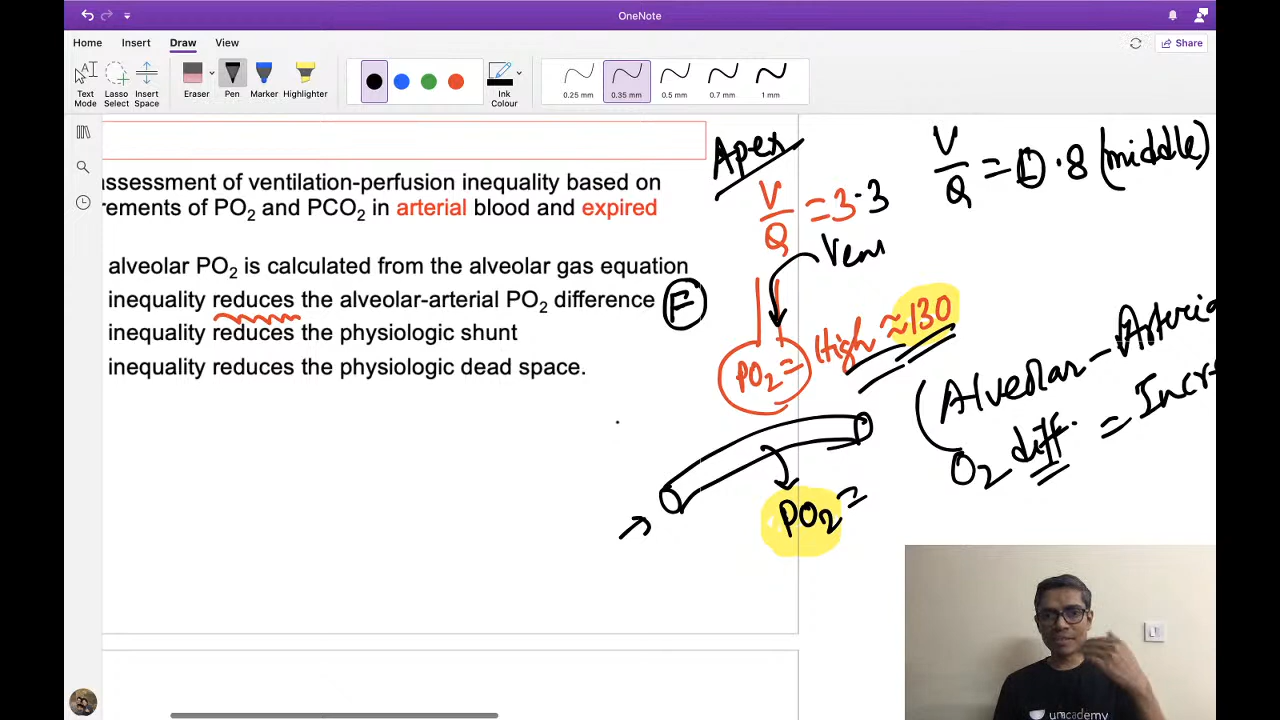 OneNote
Home Insert Draw View
Share
Text Mode
Lasso Select
Insert Space
Eraser
Pen
Marker
Highlighter
Ink Colour
0.25 mm
0.35 mm
0.5 mm
0.7 mm
1 mm
assessment of ventilation-perfusion inequality based on
rements of PO2 and PCO2 in arterial blood and expired
alveolar PO2 is calculated from the alveolar gas equation
inequality reduces the alveolar-arterial PO2 difference F
inequality reduces the physiologic shunt
inequality reduces the physiologic dead space.
Apex
V/Q = 3.3
V/Q = 0.8 (middle)
PO2 = High ≈ 130
(Alveolar - Arteria
O2 diff. = Incr
PO2 =
unacademy